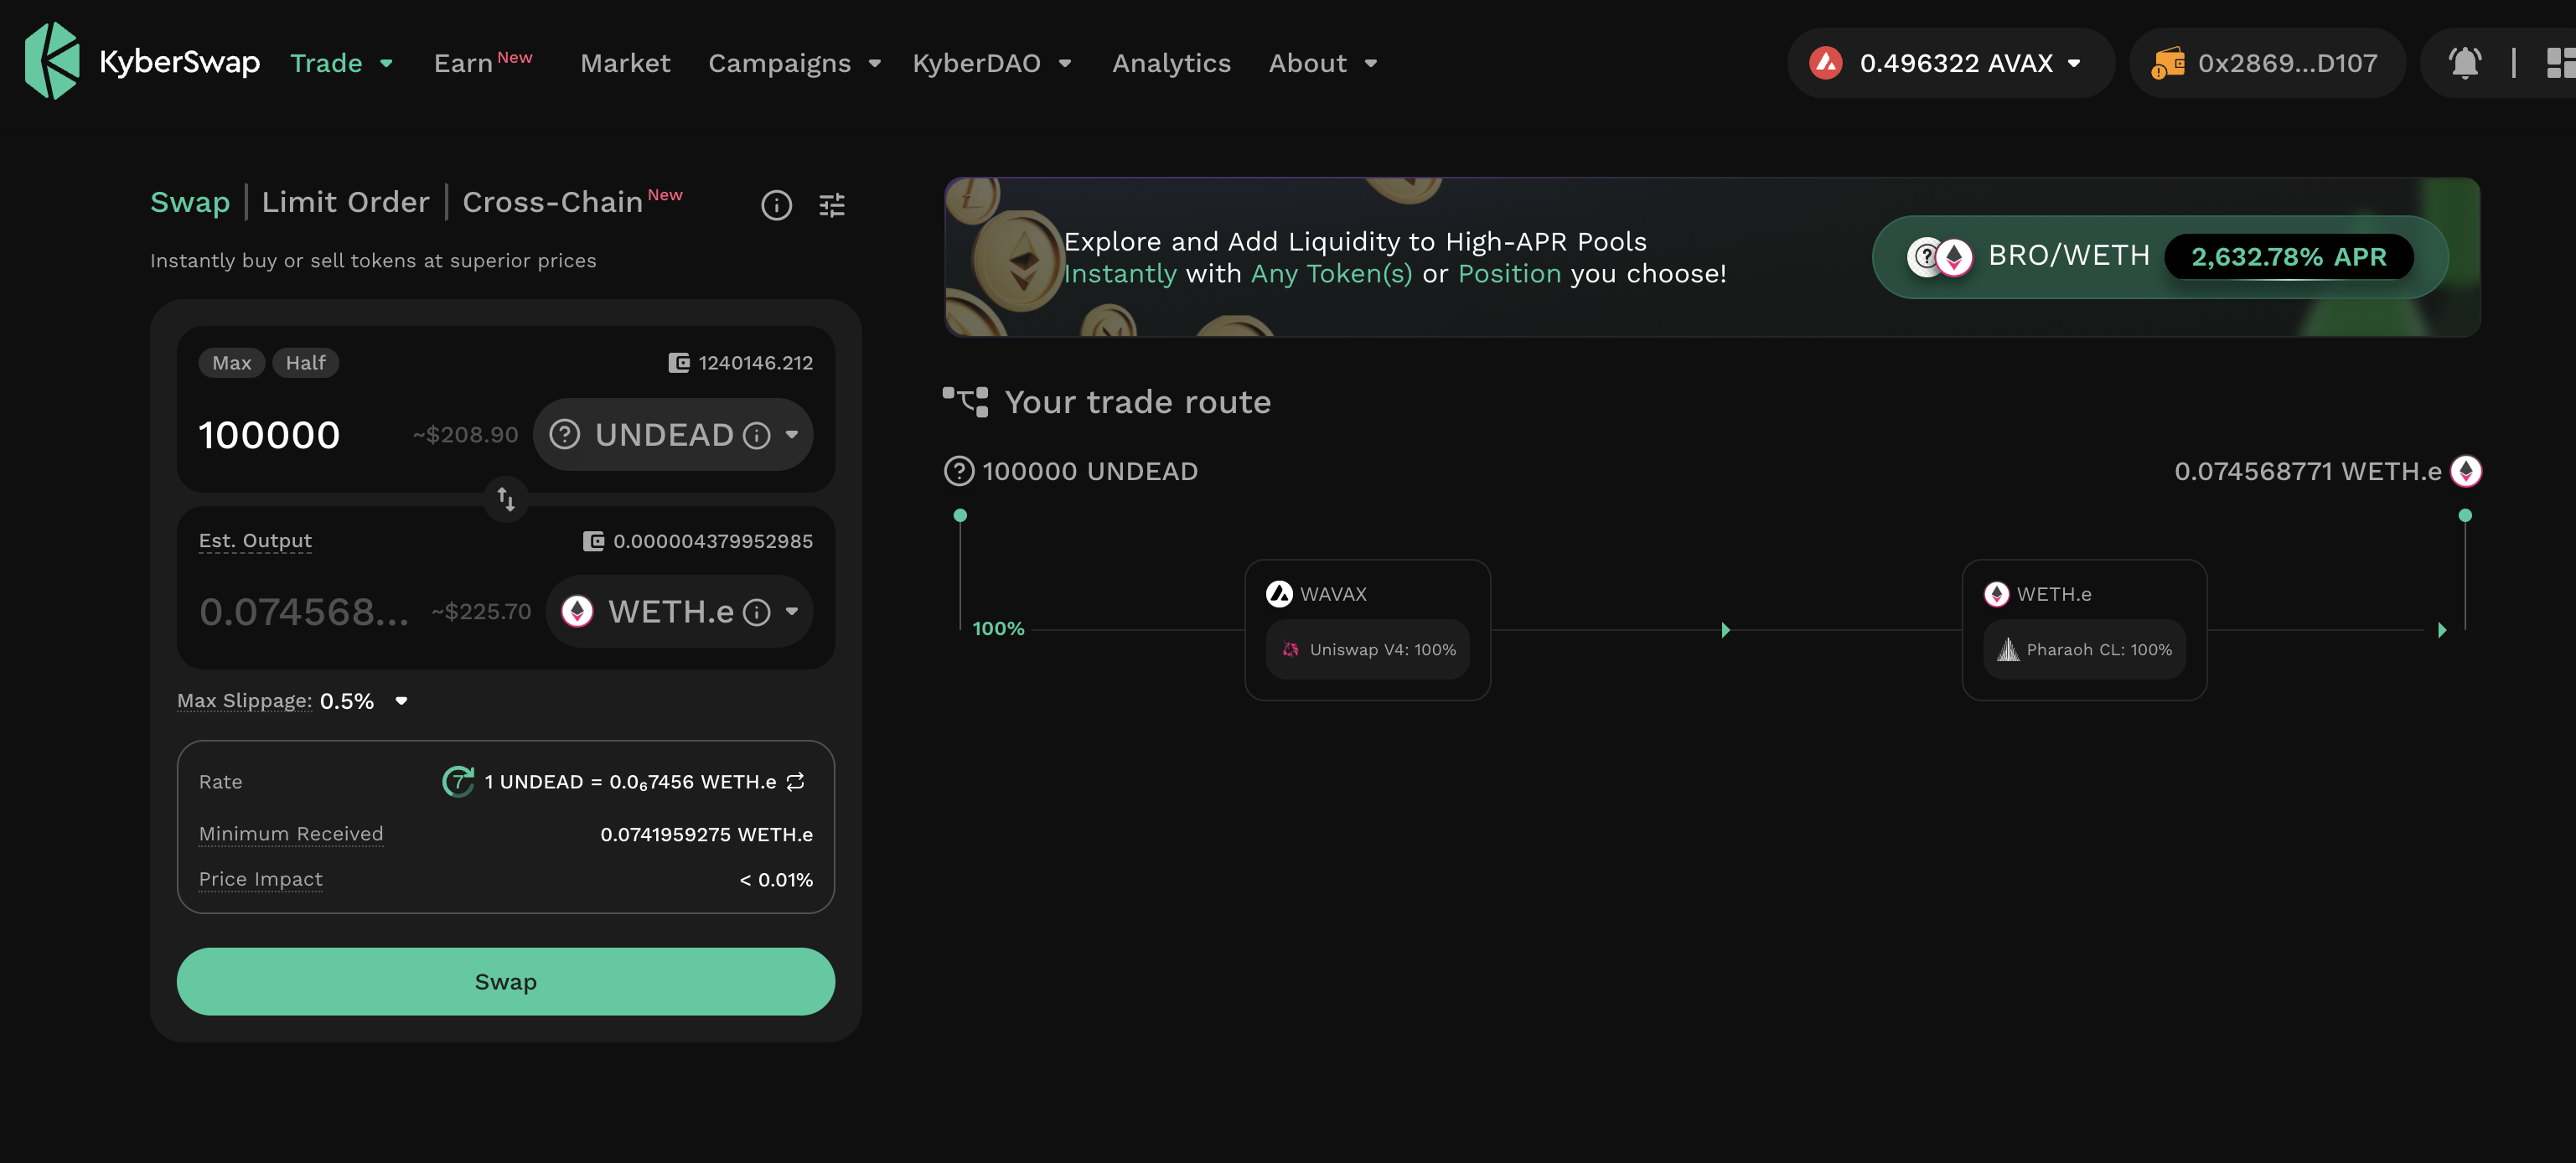 KyberSwap Trade Earn New Market Campaigns KyberDAO Analytics About 0.496322 AVAX 0x2869...D107
Swap | Limit Order | Cross-Chain New
Instantly buy or sell tokens at superior prices
Max Half 1240146.212
100000 ~$208.90 UNDEAD
Est. Output 0.000004379952985
0.074568... ~$225.70 WETH.e
Max Slippage: 0.5%
Rate 7 1 UNDEAD = 0.0₆7456 WETH.e
Minimum Received 0.0741959275 WETH.e
Price Impact < 0.01%
Swap
Explore and Add Liquidity to High-APR Pools
Instantly with Any Token(s) or Position you choose!
BRO/WETH 2,632.78% APR
Your trade route
100000 UNDEAD 0.074568771 WETH.e
100%
WAVAX
Uniswap V4: 100%
WETH.e
Pharaoh CL: 100%